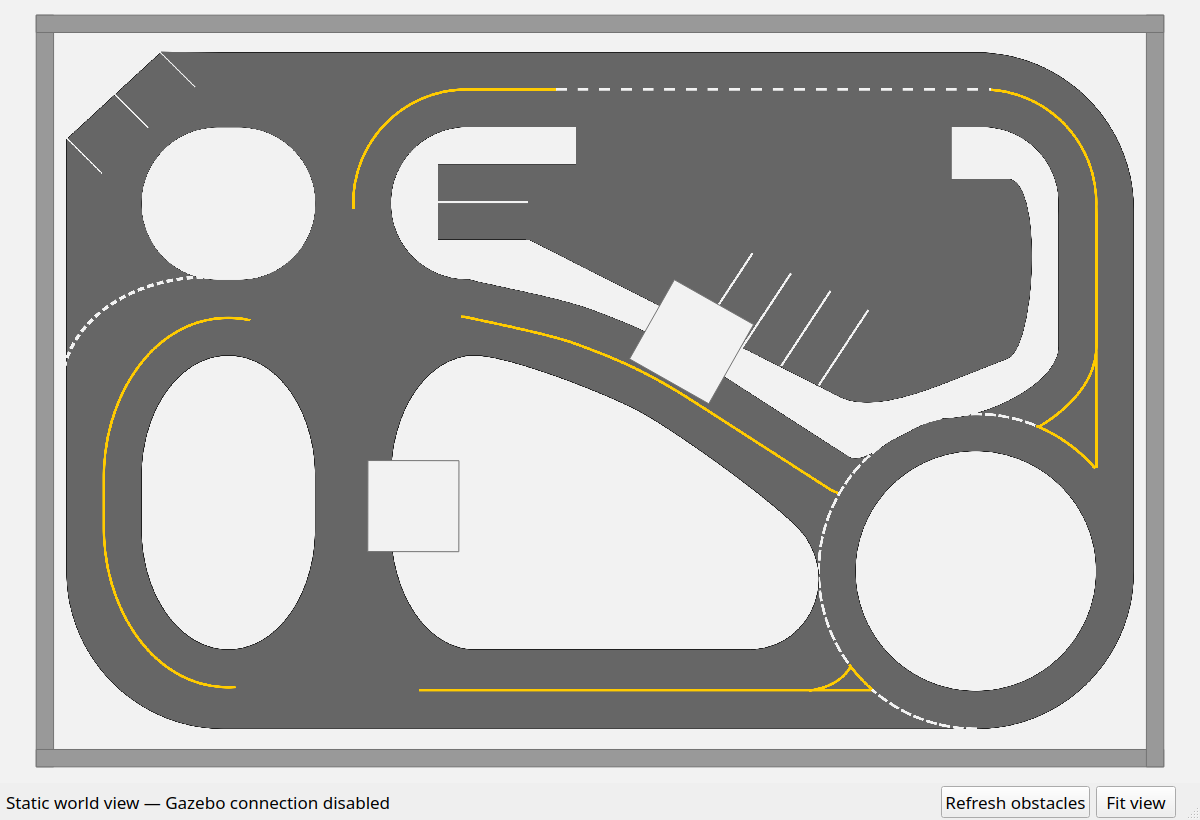 Static world view — Gazebo connection disabled
Refresh obstacles
Fit view